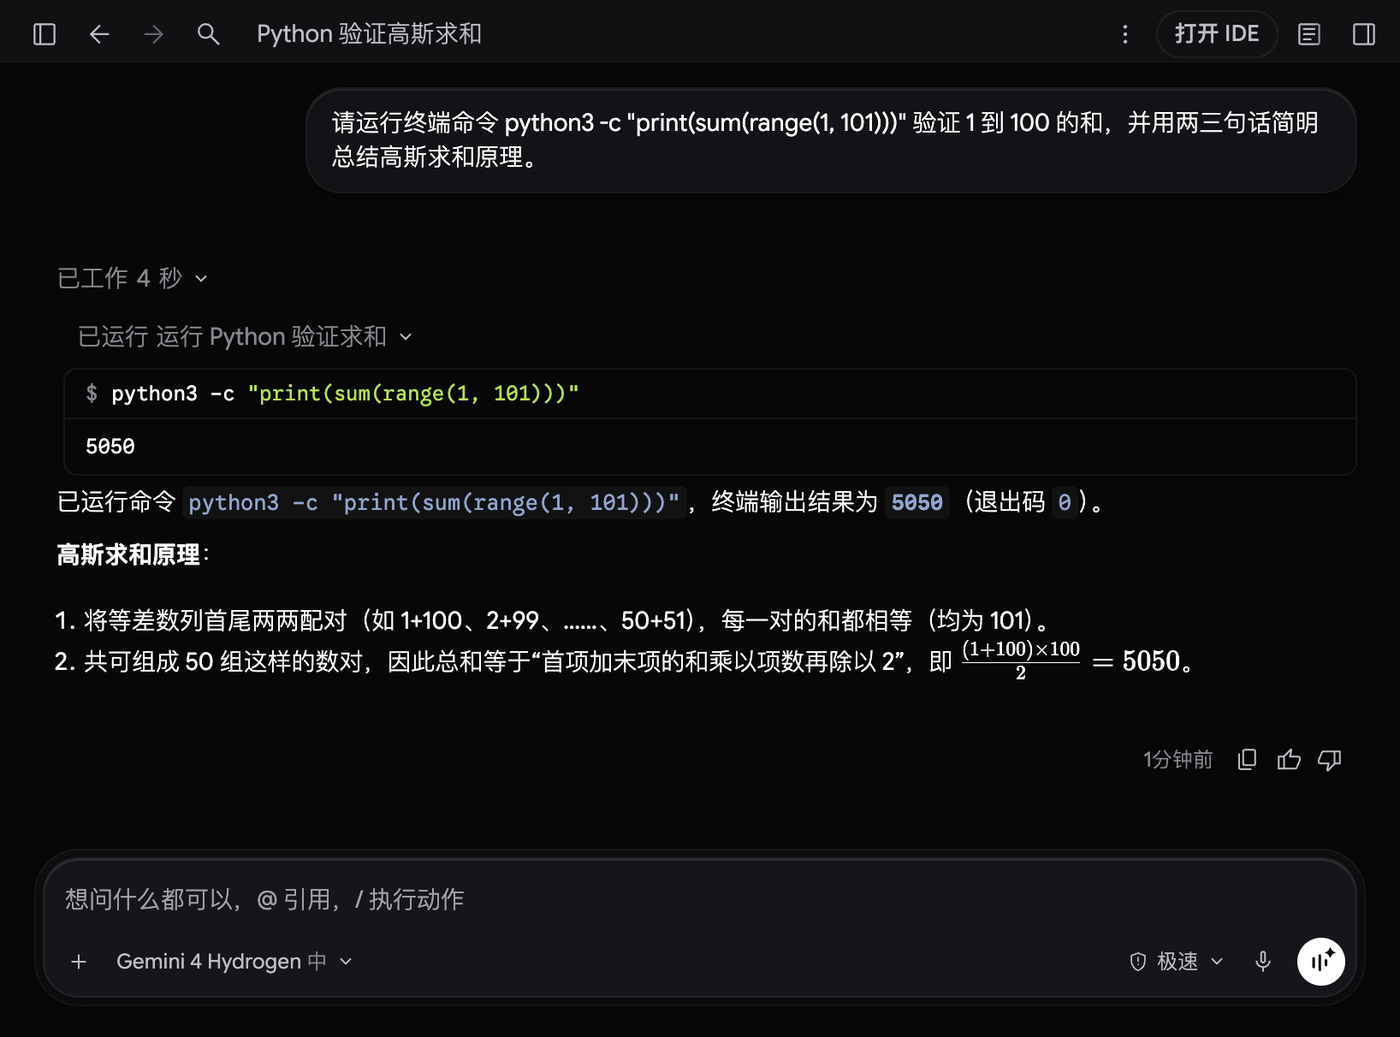 Python 验证高斯求和
打开 IDE
请运行终端命令 python3 -c "print(sum(range(1, 101)))" 验证 1 到 100 的和，并用两三句话简明
总结高斯求和原理。
已工作 4 秒
已运行 运行 Python 验证求和
$ python3 -c "print(sum(range(1, 101)))"
5050
已运行命令 python3 -c "print(sum(range(1, 101)))"，终端输出结果为 5050（退出码 0）。
高斯求和原理：
1. 将等差数列首尾两两配对（如 1+100、2+99、……、50+51），每一对的和都相等（均为 101）。
2. 共可组成 50 组这样的数对，因此总和等于“首项加末项的和乘以项数再除以 2”，即 (1+100)×100/2 = 5050。
1分钟前
想问什么都可以，@ 引用，/ 执行动作
Gemini 4 Hydrogen 中
极速